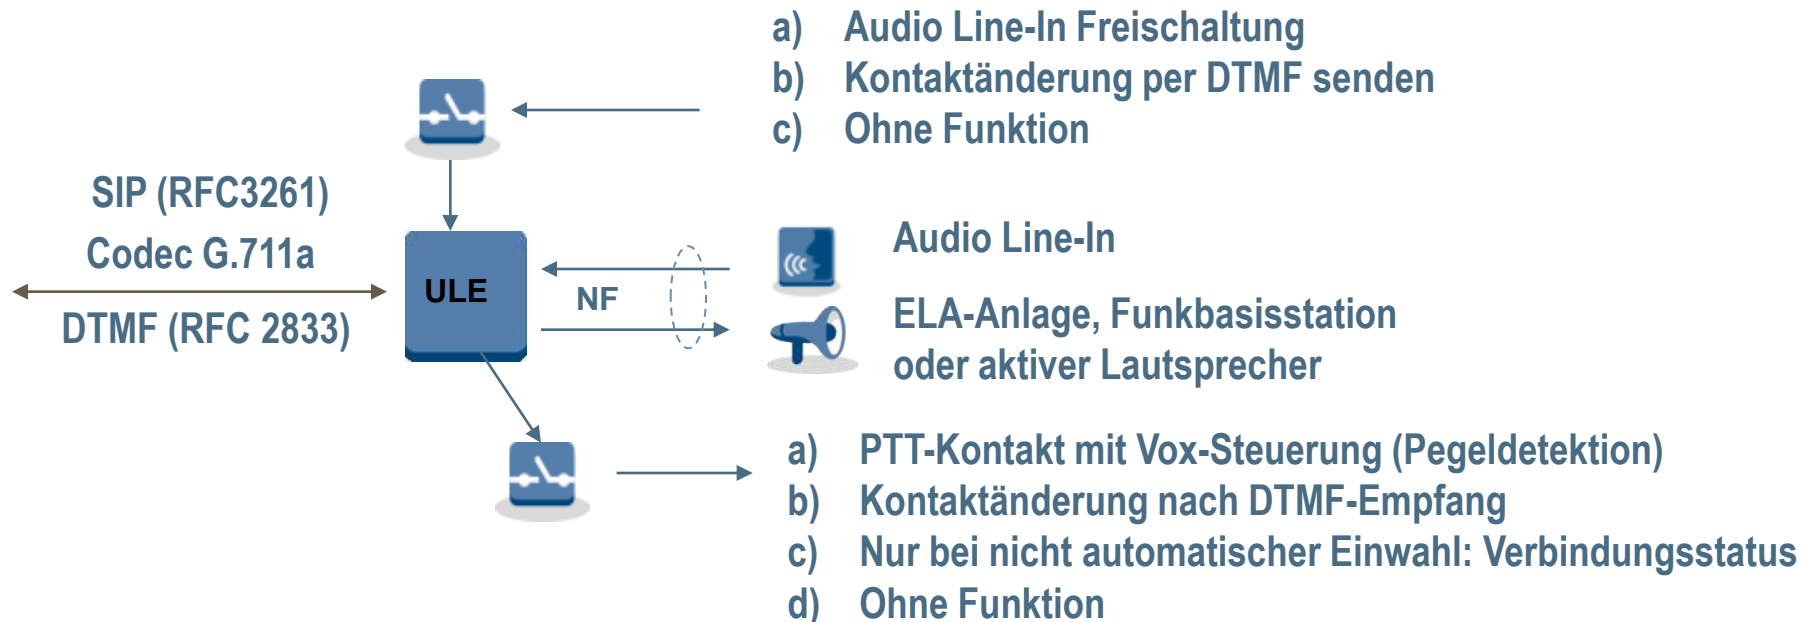 a) Audio Line-In Freischaltung
b) Kontaktänderung per DTMF senden
c) Ohne Funktion
SIP (RFC3261)
Codec G.711a
DTMF (RFC 2833)
ULE
NF
Audio Line-In
ELA-Anlage, Funkbasisstation
oder aktiver Lautsprecher
a) PTT-Kontakt mit Vox-Steuerung (Pegeldetektion)
b) Kontaktänderung nach DTMF-Empfang
c) Nur bei nicht automatischer Einwahl: Verbindungsstatus
d) Ohne Funktion